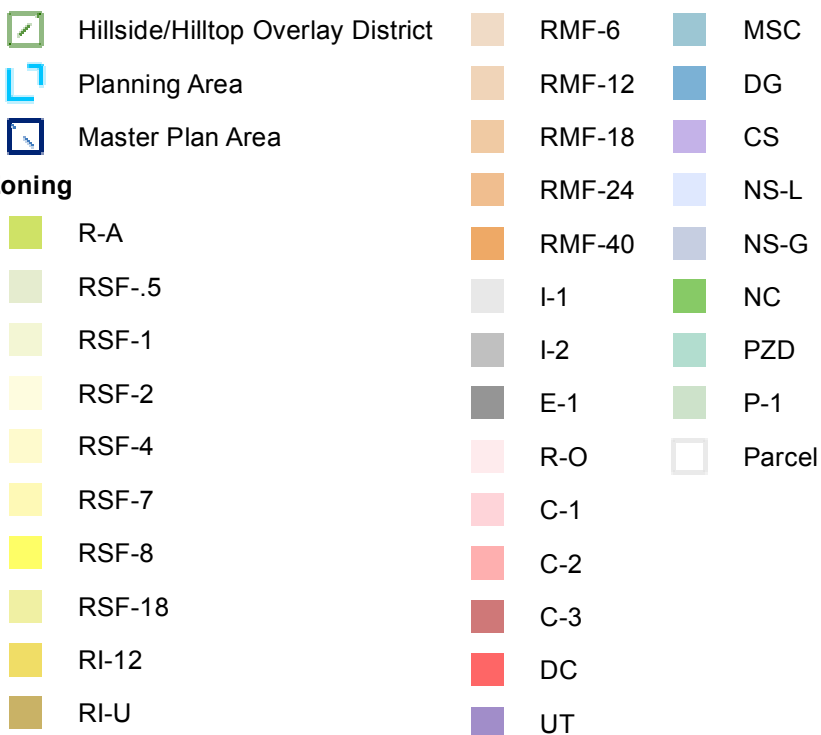 Hillside/Hilltop Overlay District
Planning Area
Master Plan Area
oning
R-A
RSF-.5
RSF-1
RSF-2
RSF-4
RSF-7
RSF-8
RSF-18
RI-12
RI-U
RMF-6
RMF-12
RMF-18
RMF-24
RMF-40
I-1
I-2
E-1
R-O
C-1
C-2
C-3
DC
UT
MSC
DG
CS
NS-L
NS-G
NC
PZD
P-1
Parcel